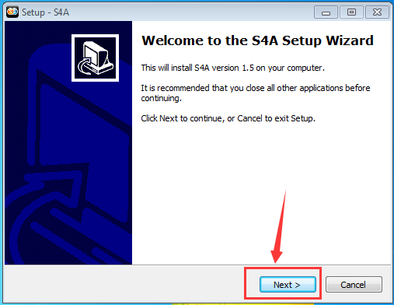 Setup - S4A
Welcome to the S4A Setup Wizard
This will install S4A version 1.5 on your computer.
It is recommended that you close all other applications before
continuing.
Click Next to continue, or Cancel to exit Setup.
Next >
Cancel